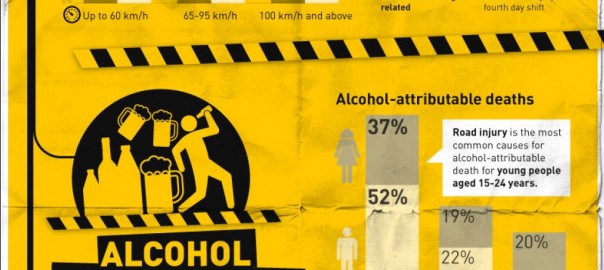 Up to 60 km/h
65-95 km/h
100 km/h and above
related
fourth day shift
Alcohol-attributable deaths
37%
Road injury is the most
common causes for
alcohol-attributable
death for young people
aged 15-24 years.
52%
19%
20%
22%
ALCOHOL